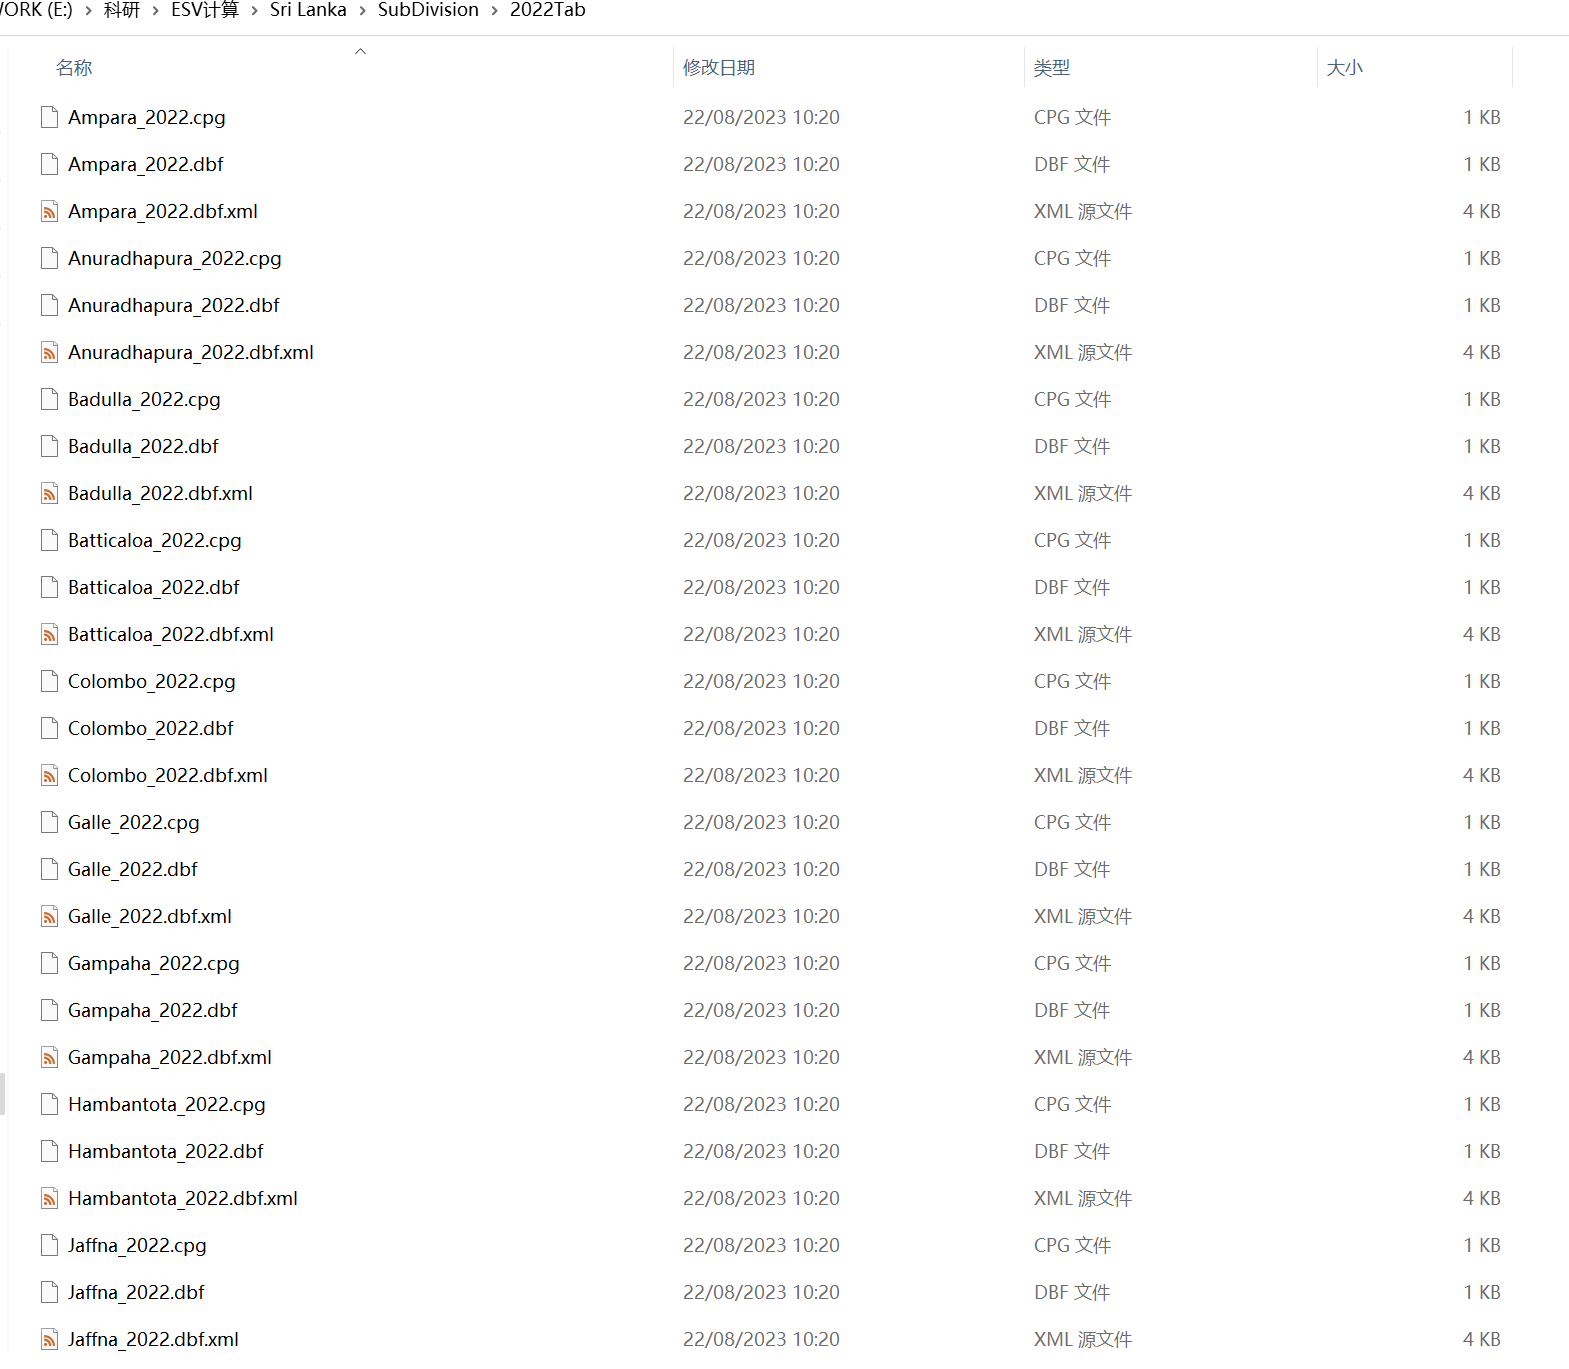 WORK (E:) › 科研 › ESV计算 › Sri Lanka › SubDivision › 2022Tab
名称 修改日期 类型 大小
Ampara_2022.cpg 22/08/2023 10:20 CPG 文件 1 KB
Ampara_2022.dbf 22/08/2023 10:20 DBF 文件 1 KB
Ampara_2022.dbf.xml 22/08/2023 10:20 XML 源文件 4 KB
Anuradhapura_2022.cpg 22/08/2023 10:20 CPG 文件 1 KB
Anuradhapura_2022.dbf 22/08/2023 10:20 DBF 文件 1 KB
Anuradhapura_2022.dbf.xml 22/08/2023 10:20 XML 源文件 4 KB
Badulla_2022.cpg 22/08/2023 10:20 CPG 文件 1 KB
Badulla_2022.dbf 22/08/2023 10:20 DBF 文件 1 KB
Badulla_2022.dbf.xml 22/08/2023 10:20 XML 源文件 4 KB
Batticaloa_2022.cpg 22/08/2023 10:20 CPG 文件 1 KB
Batticaloa_2022.dbf 22/08/2023 10:20 DBF 文件 1 KB
Batticaloa_2022.dbf.xml 22/08/2023 10:20 XML 源文件 4 KB
Colombo_2022.cpg 22/08/2023 10:20 CPG 文件 1 KB
Colombo_2022.dbf 22/08/2023 10:20 DBF 文件 1 KB
Colombo_2022.dbf.xml 22/08/2023 10:20 XML 源文件 4 KB
Galle_2022.cpg 22/08/2023 10:20 CPG 文件 1 KB
Galle_2022.dbf 22/08/2023 10:20 DBF 文件 1 KB
Galle_2022.dbf.xml 22/08/2023 10:20 XML 源文件 4 KB
Gampaha_2022.cpg 22/08/2023 10:20 CPG 文件 1 KB
Gampaha_2022.dbf 22/08/2023 10:20 DBF 文件 1 KB
Gampaha_2022.dbf.xml 22/08/2023 10:20 XML 源文件 4 KB
Hambantota_2022.cpg 22/08/2023 10:20 CPG 文件 1 KB
Hambantota_2022.dbf 22/08/2023 10:20 DBF 文件 1 KB
Hambantota_2022.dbf.xml 22/08/2023 10:20 XML 源文件 4 KB
Jaffna_2022.cpg 22/08/2023 10:20 CPG 文件 1 KB
Jaffna_2022.dbf 22/08/2023 10:20 DBF 文件 1 KB
Jaffna_2022.dbf.xml 22/08/2023 10:20 XML 源文件 4 KB